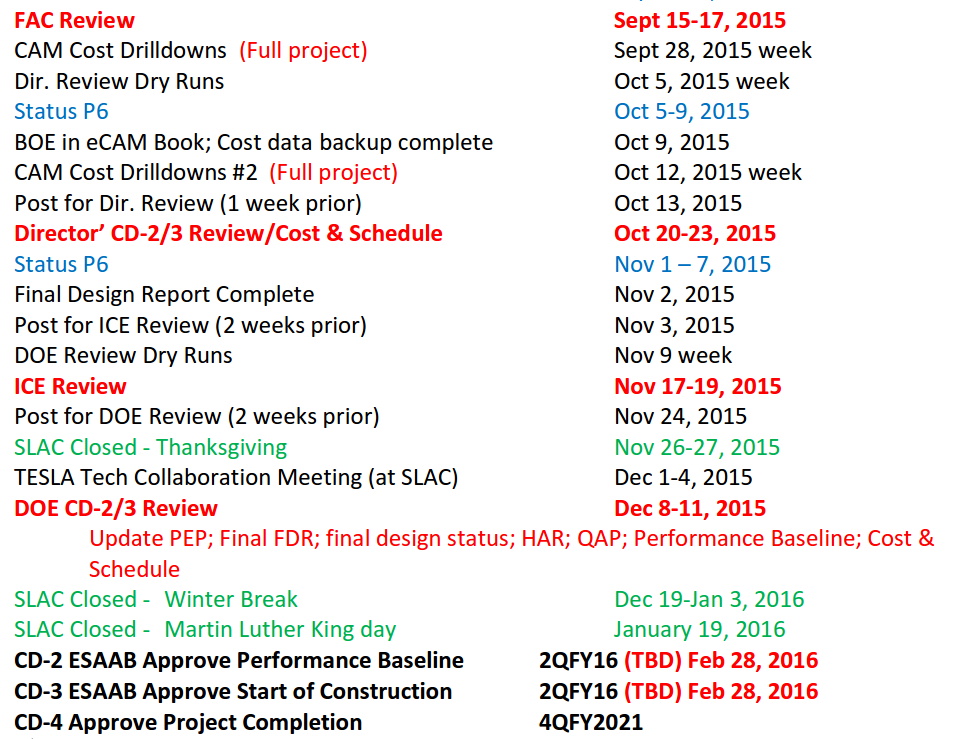 FAC Review Sept 15-17, 2015
CAM Cost Drilldowns (Full project) Sept 28, 2015 week
Dir. Review Dry Runs Oct 5, 2015 week
Status P6 Oct 5-9, 2015
BOE in eCAM Book; Cost data backup complete Oct 9, 2015
CAM Cost Drilldowns #2 (Full project) Oct 12, 2015 week
Post for Dir. Review (1 week prior) Oct 13, 2015
Director’ CD-2/3 Review/Cost & Schedule Oct 20-23, 2015
Status P6 Nov 1 – 7, 2015
Final Design Report Complete Nov 2, 2015
Post for ICE Review (2 weeks prior) Nov 3, 2015
DOE Review Dry Runs Nov 9 week
ICE Review Nov 17-19, 2015
Post for DOE Review (2 weeks prior) Nov 24, 2015
SLAC Closed - Thanksgiving Nov 26-27, 2015
TESLA Tech Collaboration Meeting (at SLAC) Dec 1-4, 2015
DOE CD-2/3 Review Dec 8-11, 2015
Update PEP; Final FDR; final design status; HAR; QAP; Performance Baseline; Cost &
Schedule
SLAC Closed - Winter Break Dec 19-Jan 3, 2016
SLAC Closed - Martin Luther King day January 19, 2016
CD-2 ESAAB Approve Performance Baseline 2QFY16 (TBD) Feb 28, 2016
CD-3 ESAAB Approve Start of Construction 2QFY16 (TBD) Feb 28, 2016
CD-4 Approve Project Completion 4QFY2021